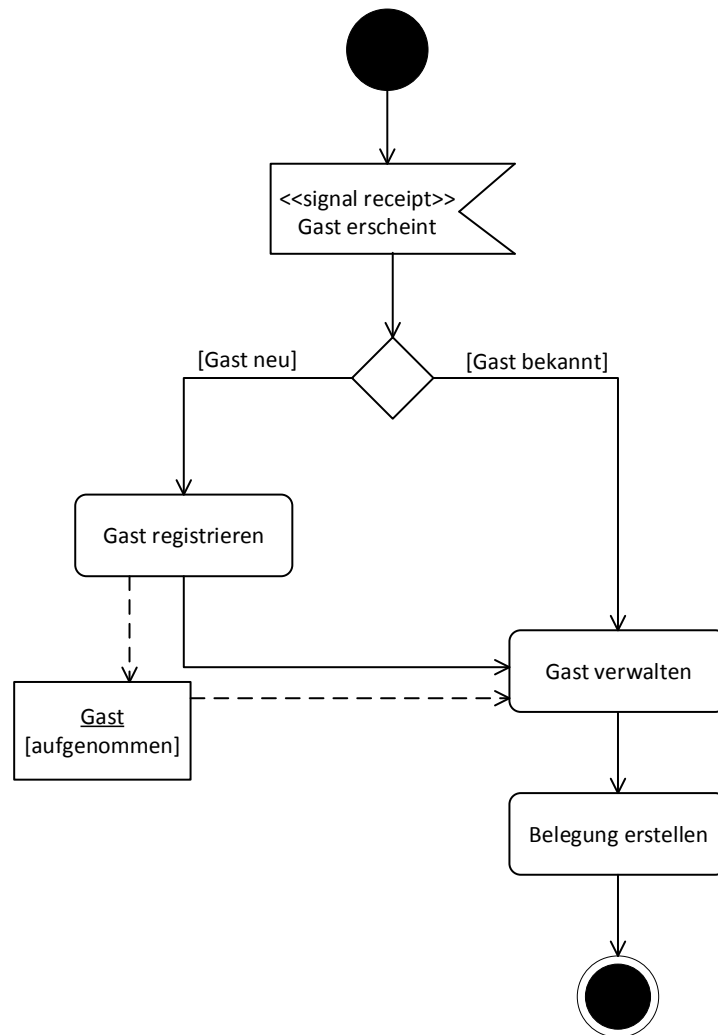 <<signal receipt>>
Gast erscheint
[Gast neu]
[Gast bekannt]
Gast registrieren
Gast verwalten
Gast
[aufgenommen]
Belegung erstellen